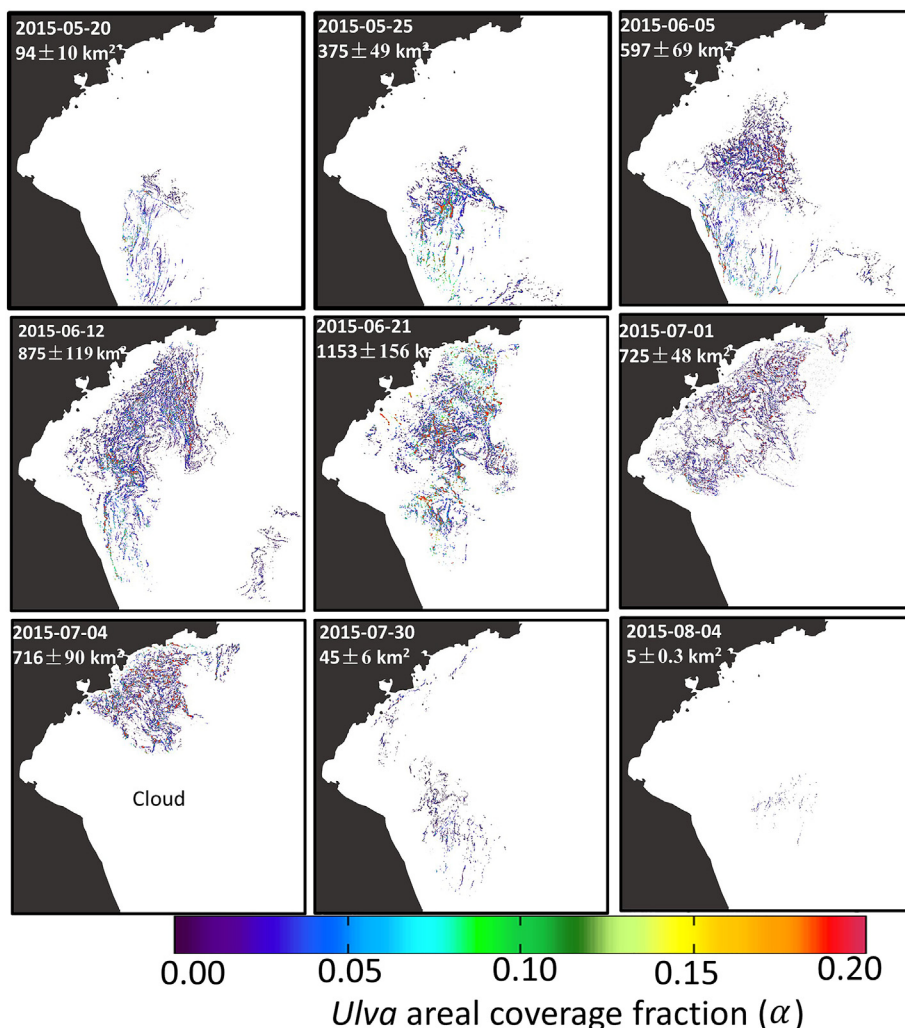 2015-05-20
94±10 km²
2015-05-25
375±49 km²
2015-06-05
597±69 km²
2015-06-12
875±119 km²
2015-06-21
1153±156 km²
2015-07-01
725±48 km²
2015-07-04
716±90 km²
Cloud
2015-07-30
45±6 km²
2015-08-04
5±0.3 km²
0.00 0.05 0.10 0.15 0.20
Ulva areal coverage fraction (α)